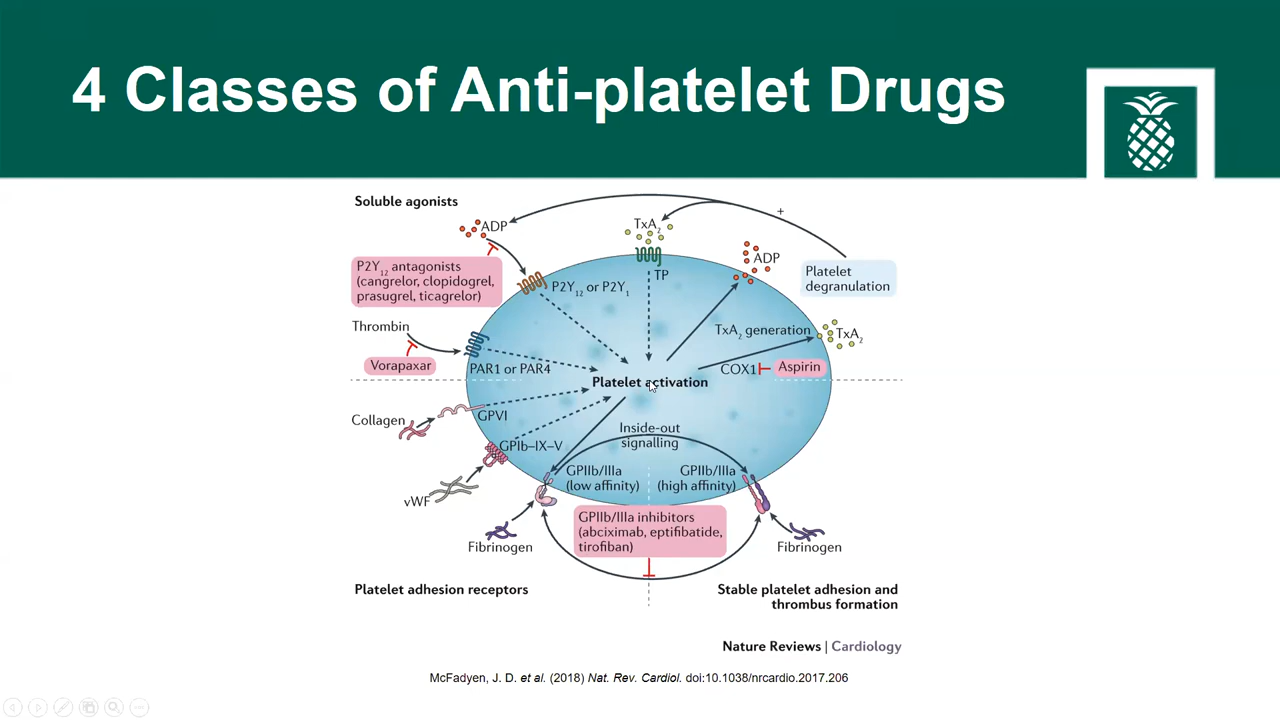 4 Classes of Anti-platelet Drugs
Soluble agonists
ADP
TxA₂
+
P2Y₁₂ antagonists
(cangrelor, clopidogrel,
prasugrel, ticagrelor)
P2Y₁₂ or P2Y₁
TP
ADP
Platelet
degranulation
Thrombin
Vorapaxar
PAR1 or PAR4
TxA₂ generation
TxA₂
COX1
Aspirin
Platelet activation
Collagen
GPVI
GPIb–IX–V
vWF
Inside-out
signalling
GPIIb/IIIa
(low affinity)
GPIIb/IIIa
(high affinity)
Fibrinogen
GPIIb/IIIa inhibitors
(abciximab, eptifibatide,
tirofiban)
Fibrinogen
Platelet adhesion receptors
Stable platelet adhesion and
thrombus formation
Nature Reviews | Cardiology
McFadyen, J. D. et al. (2018) Nat. Rev. Cardiol. doi:10.1038/nrcardio.2017.206